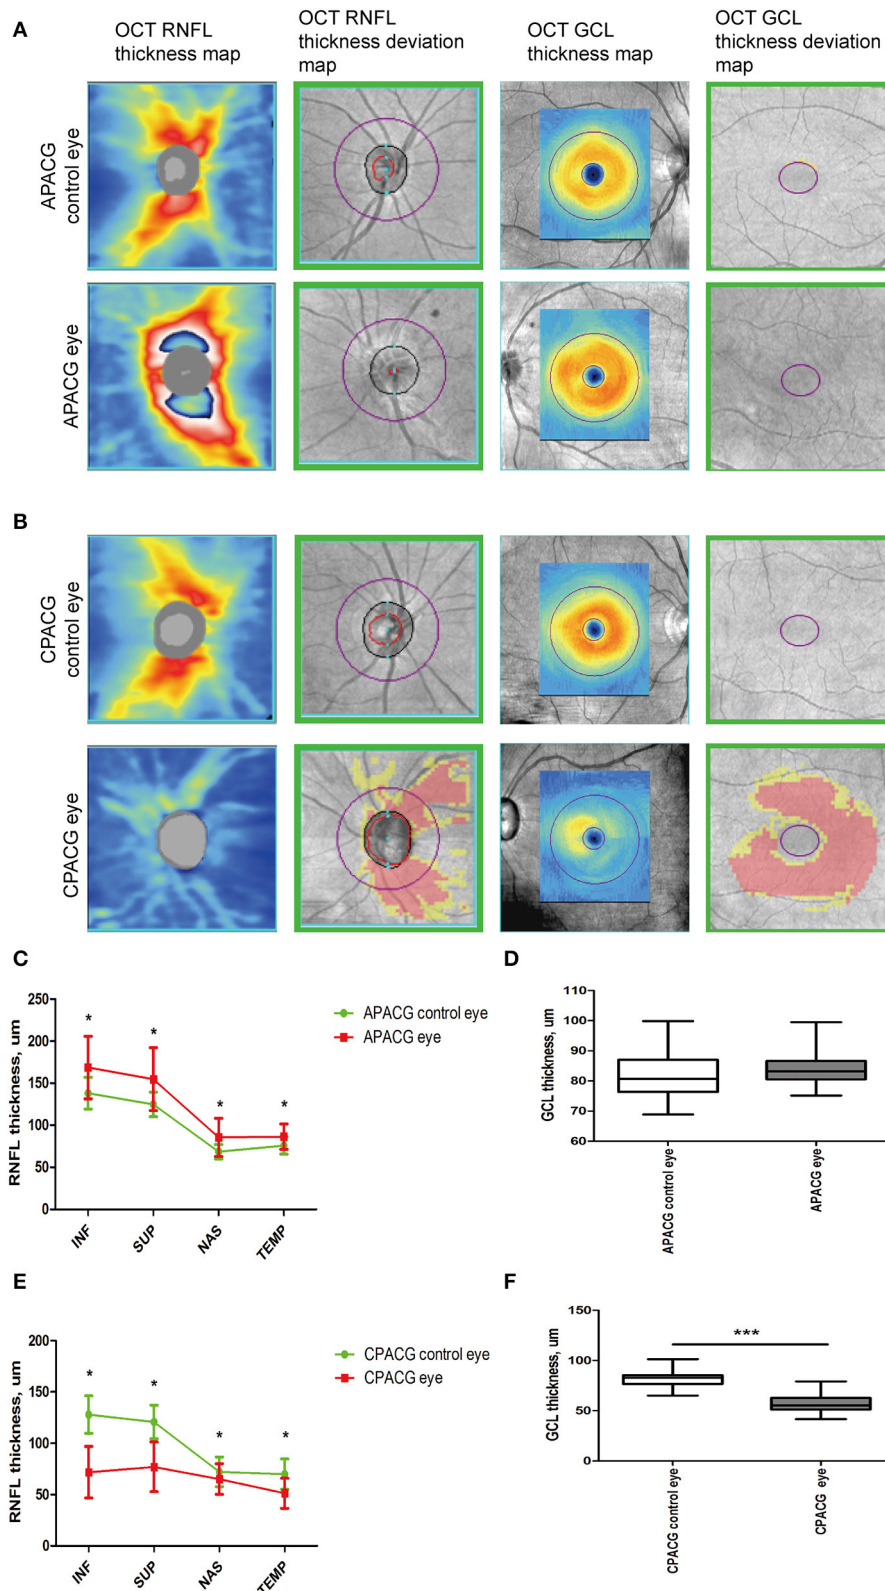 A
OCT RNFL
thickness map
OCT RNFL
thickness deviation
map
OCT GCL
thickness map
OCT GCL
thickness deviation
map
APACG
control eye
APACG eye
B
CPACG
control eye
CPACG eye
C
RNFL thickness, um
250
200
150
100
50
0
*
*
*
*
INF
SUP
NAS
TEMP
APACG control eye
APACG eye
D
GCL thickness, um
110
100
90
80
70
60
APACG control eye
APACG eye
E
RNFL thickness, um
200
150
100
50
0
*
*
*
*
INF
SUP
NAS
TEMP
CPACG control eye
CPACG eye
F
GCL thickness, um
150
100
50
0
***
CPACG control eye
CPACG eye